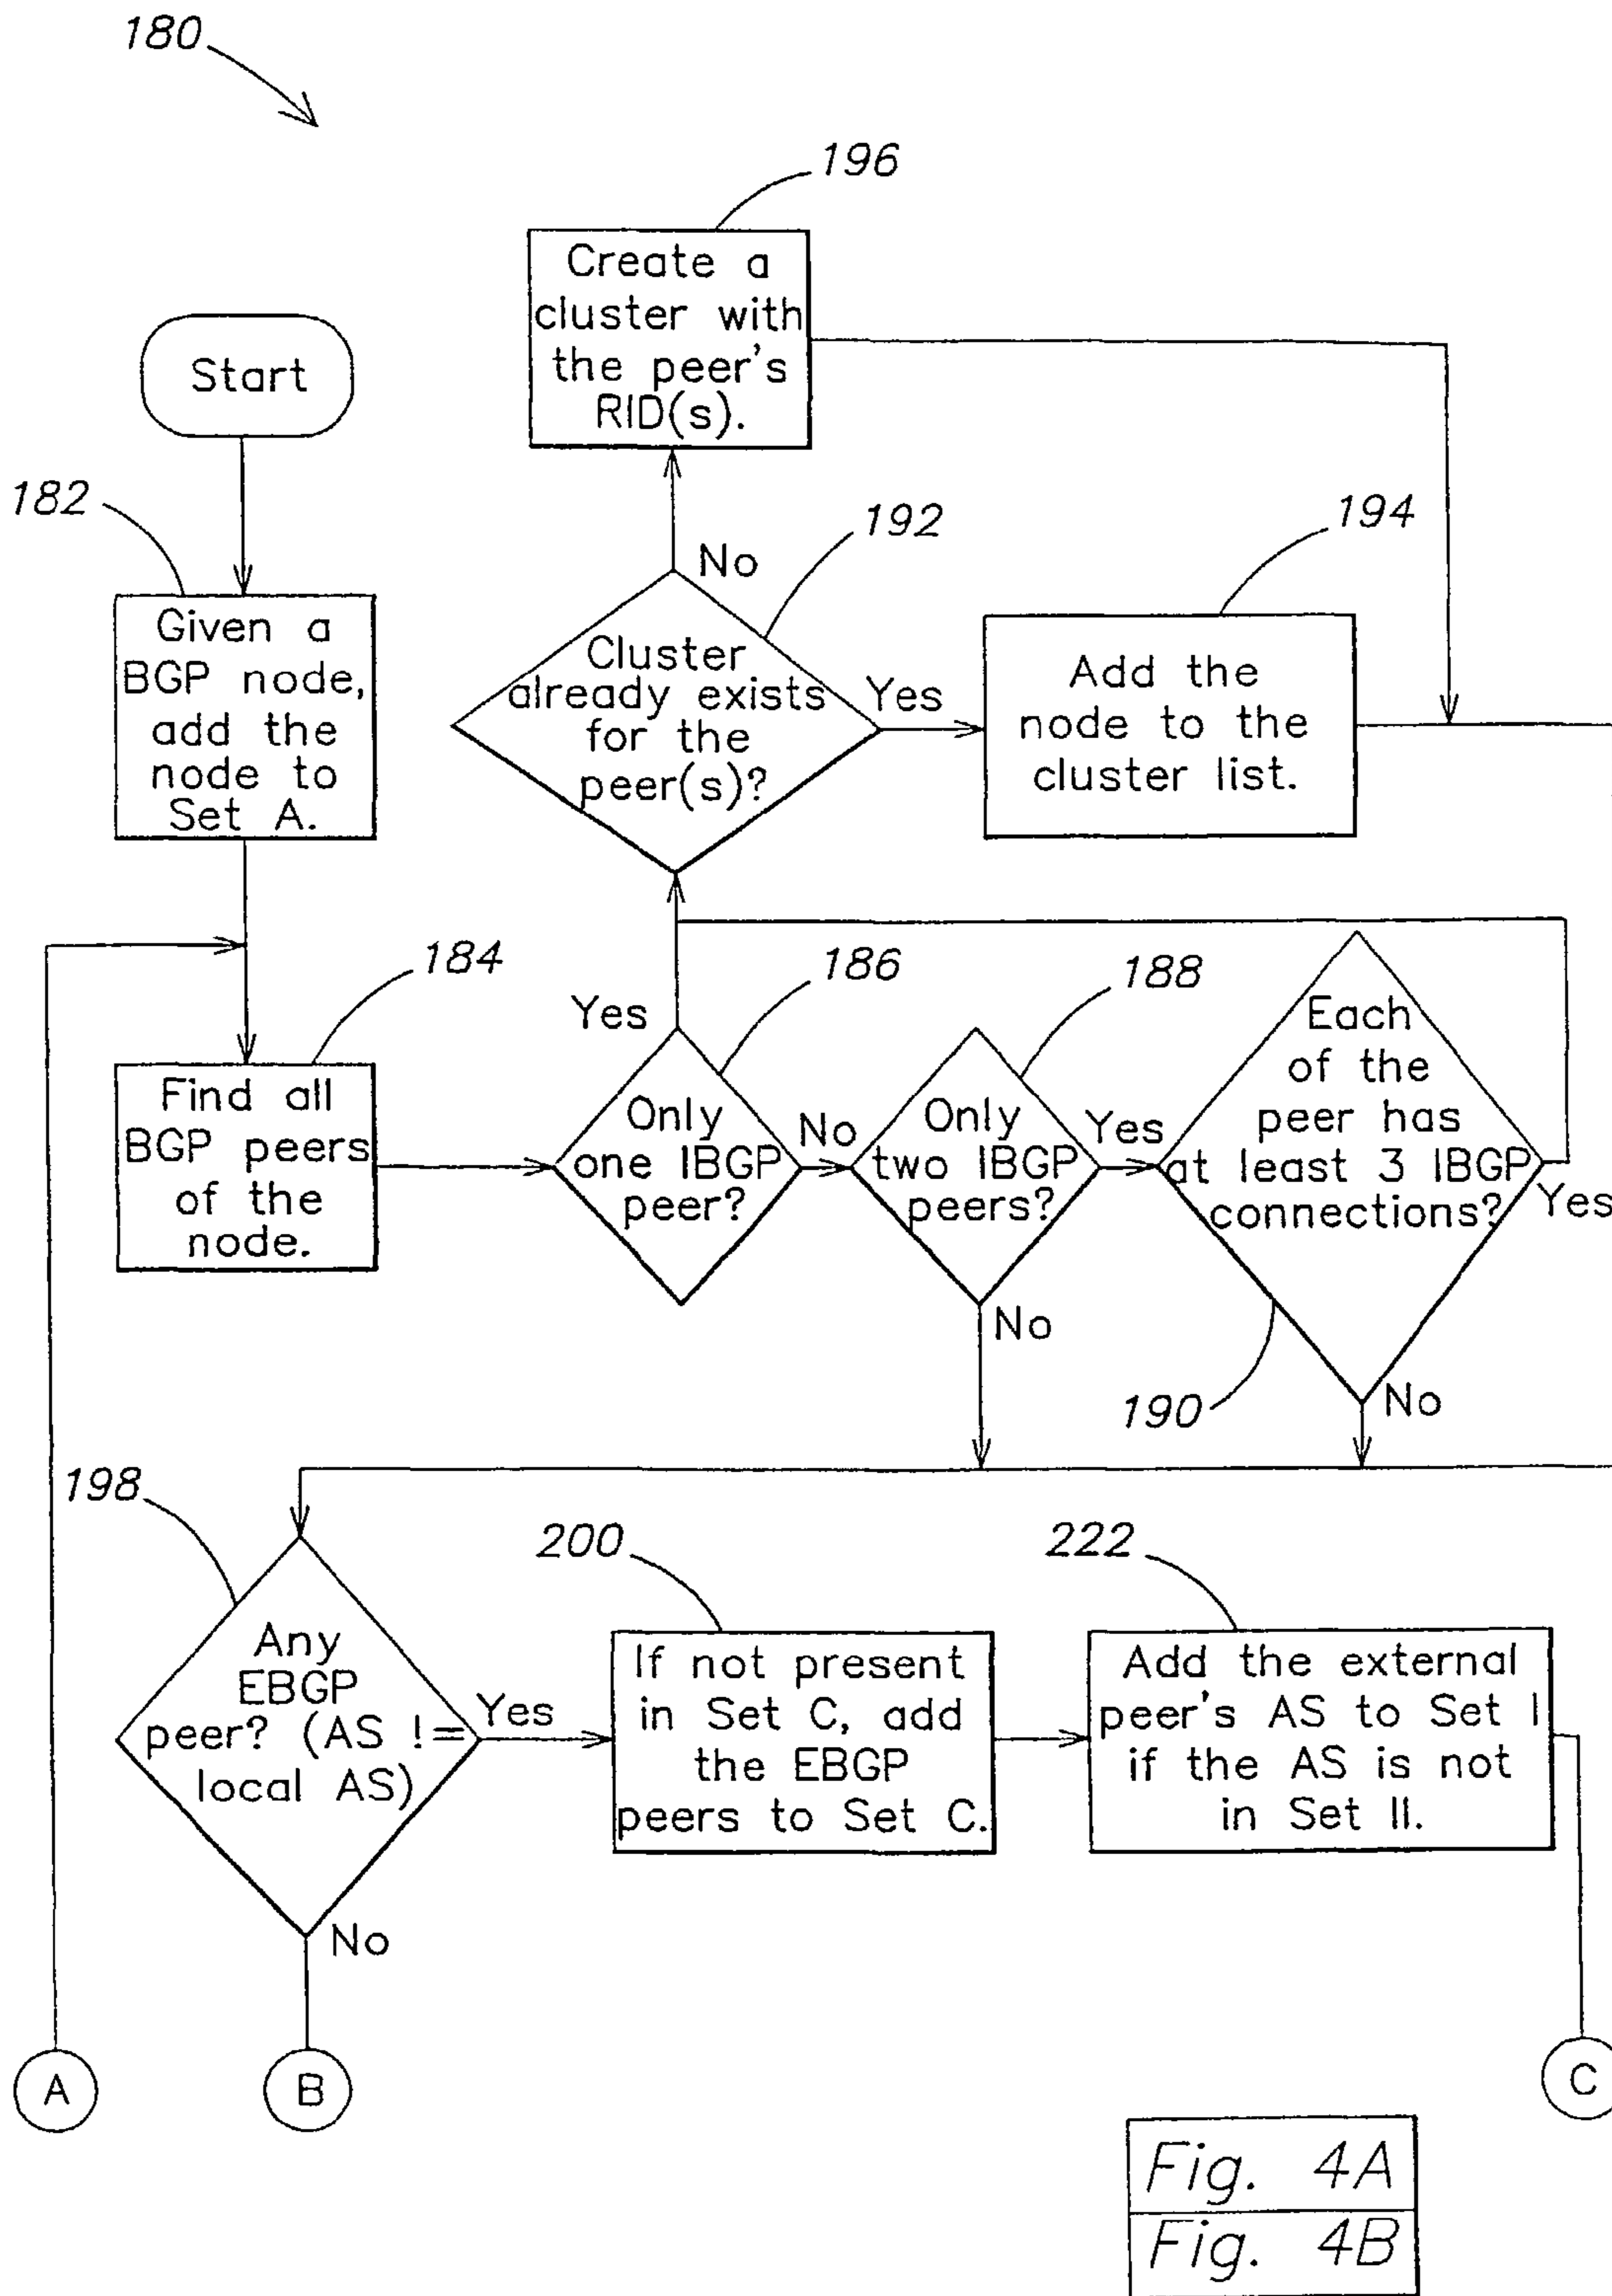 180
196
Create a
cluster with
the peer's
RID(s).
Start
182
Given a
BGP node,
add the
node to
Set A.
192
No
Cluster
already exists
for the
peer(s)?
Yes
194
Add the
node to the
cluster list.
184
Find all
BGP peers
of the
node.
Yes
186
Only
one IBGP
peer?
No
188
Only
two IBGP
peers?
Yes
No
Each
of the
peer has
at least 3 IBGP
connections?
Yes
190
No
198
Any
EBGP
peer? (AS !=
local AS)
Yes
No
200
If not present
in Set C, add
the EBGP
peers to Set C.
222
Add the external
peer's AS to Set I
if the AS is not
in Set II.
A
B
C
Fig. 4A
Fig. 4B